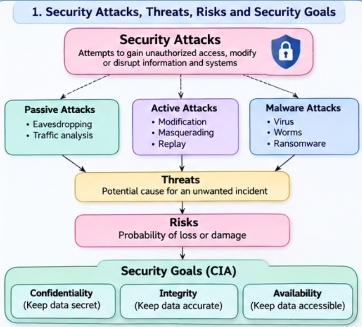 1. Security Attacks, Threats, Risks and Security Goals
Security Attacks
Attempts to gain unauthorized access, modify
or disrupt information and systems
Passive Attacks
• Eavesdropping
• Traffic analysis
Active Attacks
• Modification
• Masquerading
• Replay
Malware Attacks
• Virus
• Worms
• Ransomware
Threats
Potential cause for an unwanted incident
Risks
Probability of loss or damage
Security Goals (CIA)
Confidentiality
(Keep data secret)
Integrity
(Keep data accurate)
Availability
(Keep data accessible)